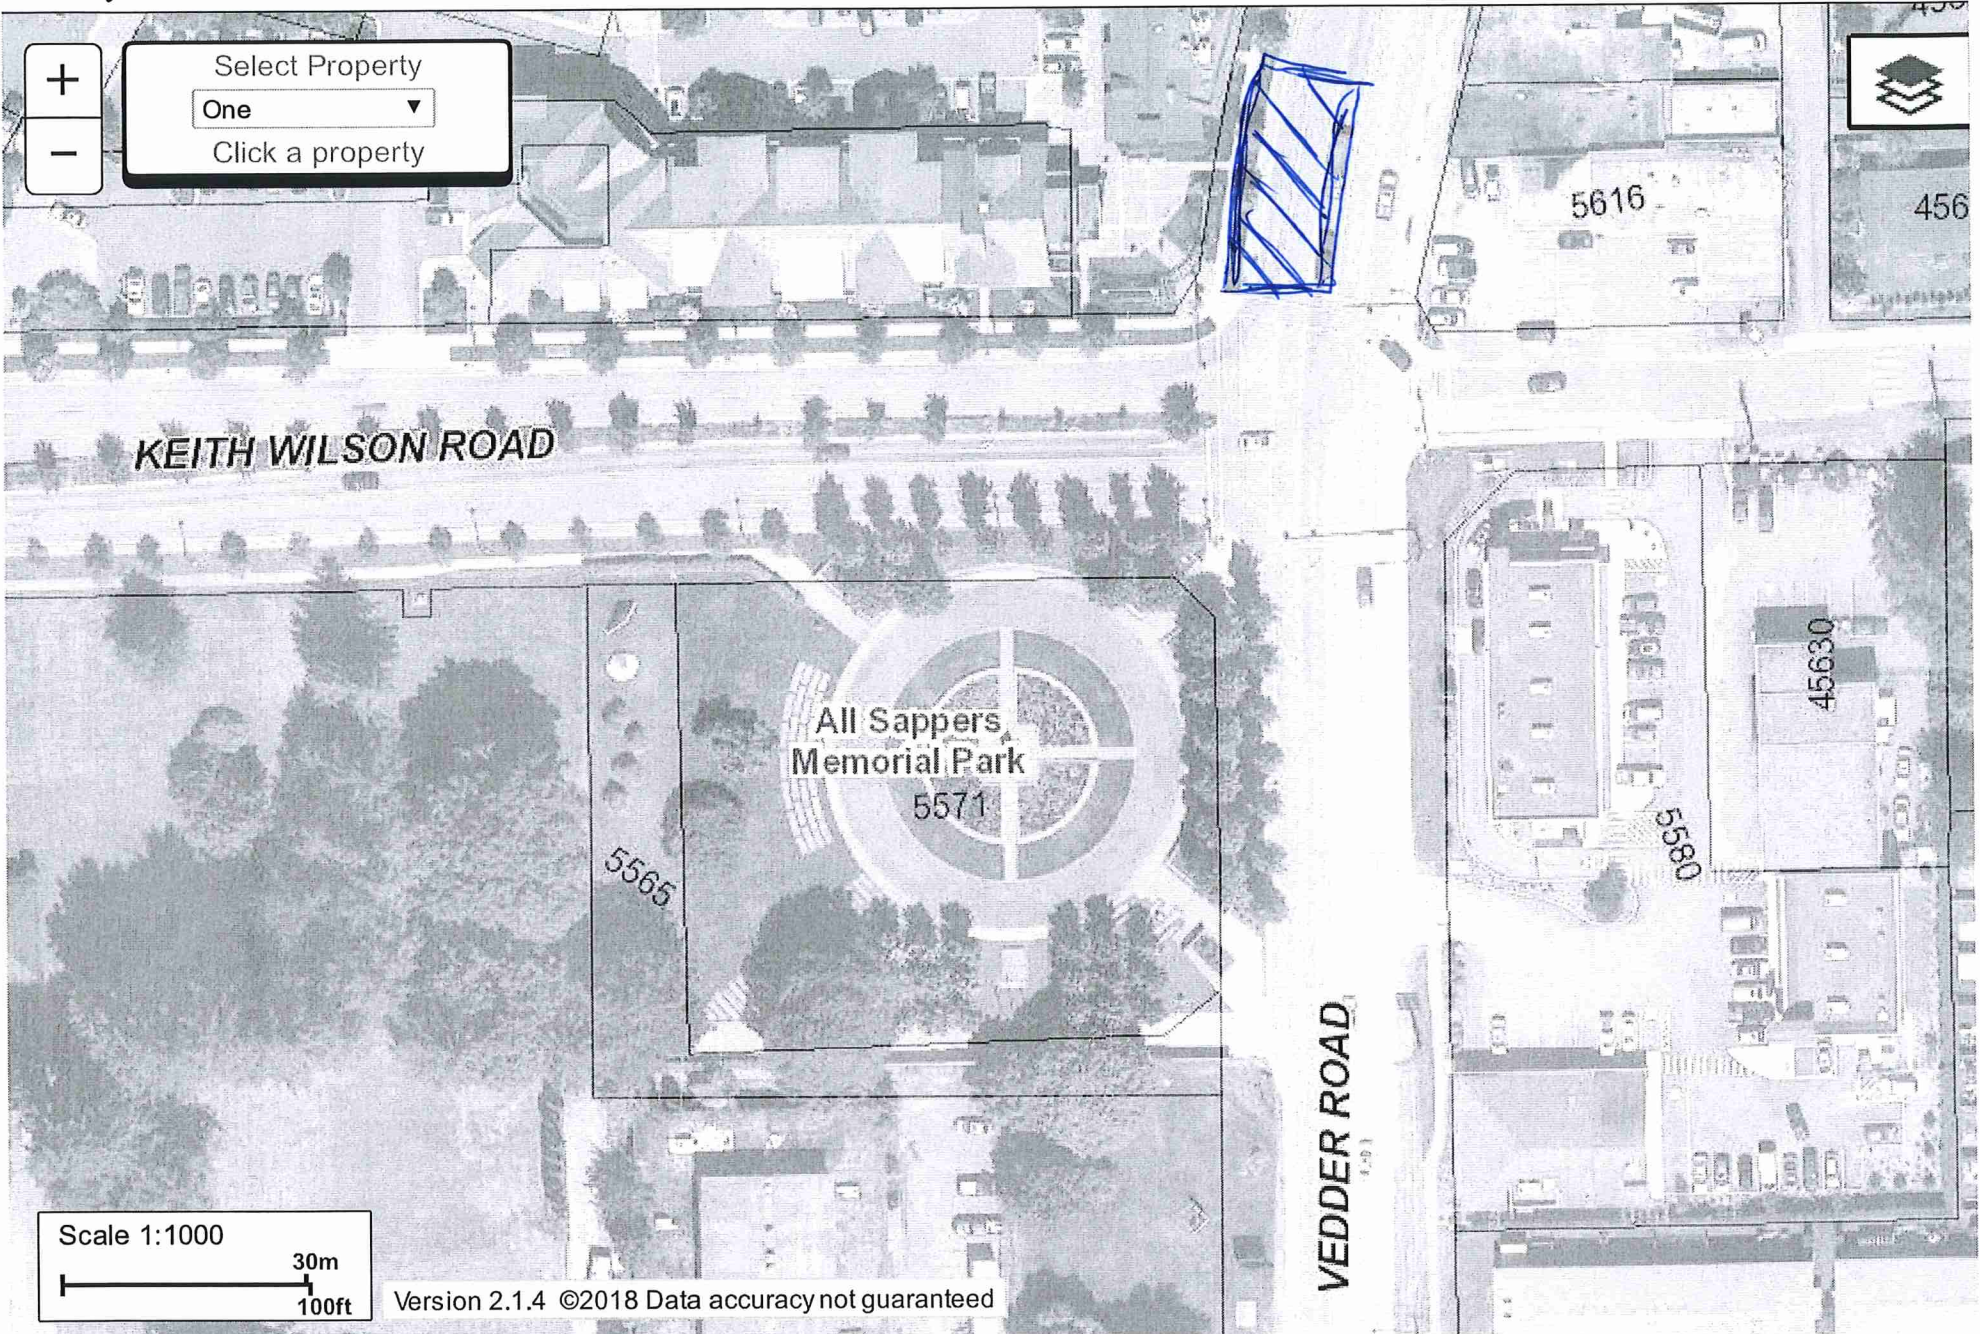 +
−
Select Property
One ▼
Click a property
5616
456
KEITH WILSON ROAD
All Sappers
Memorial Park
5571
5565
5580
45630
VEDDER ROAD
Scale 1:1000
30m
100ft
Version 2.1.4 ©2018 Data accuracy not guaranteed